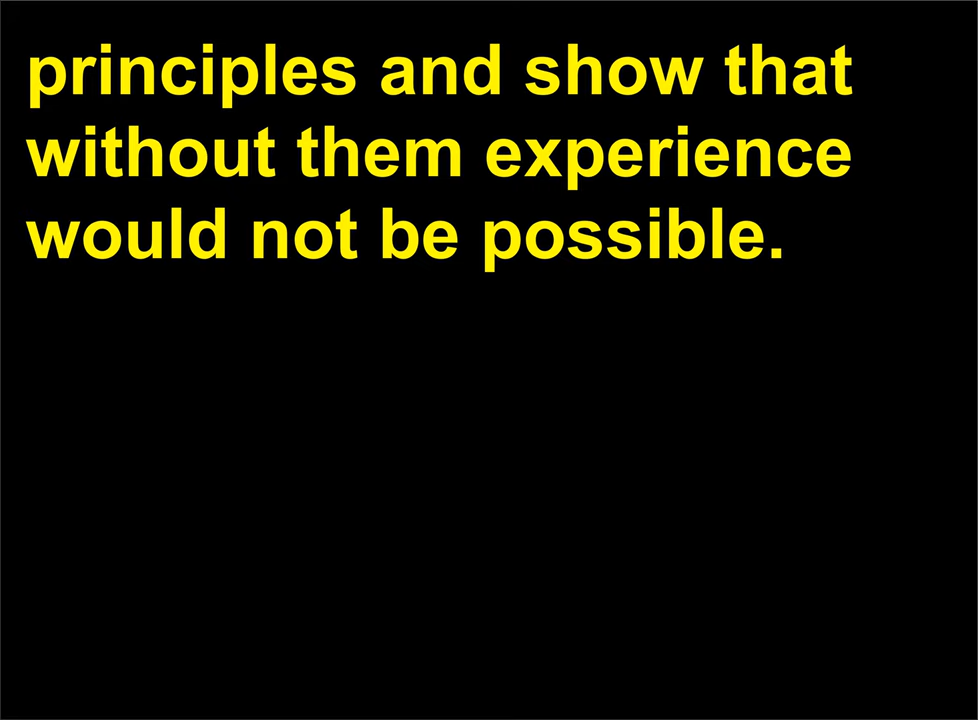 principles and show that
without them experience
would not be possible.